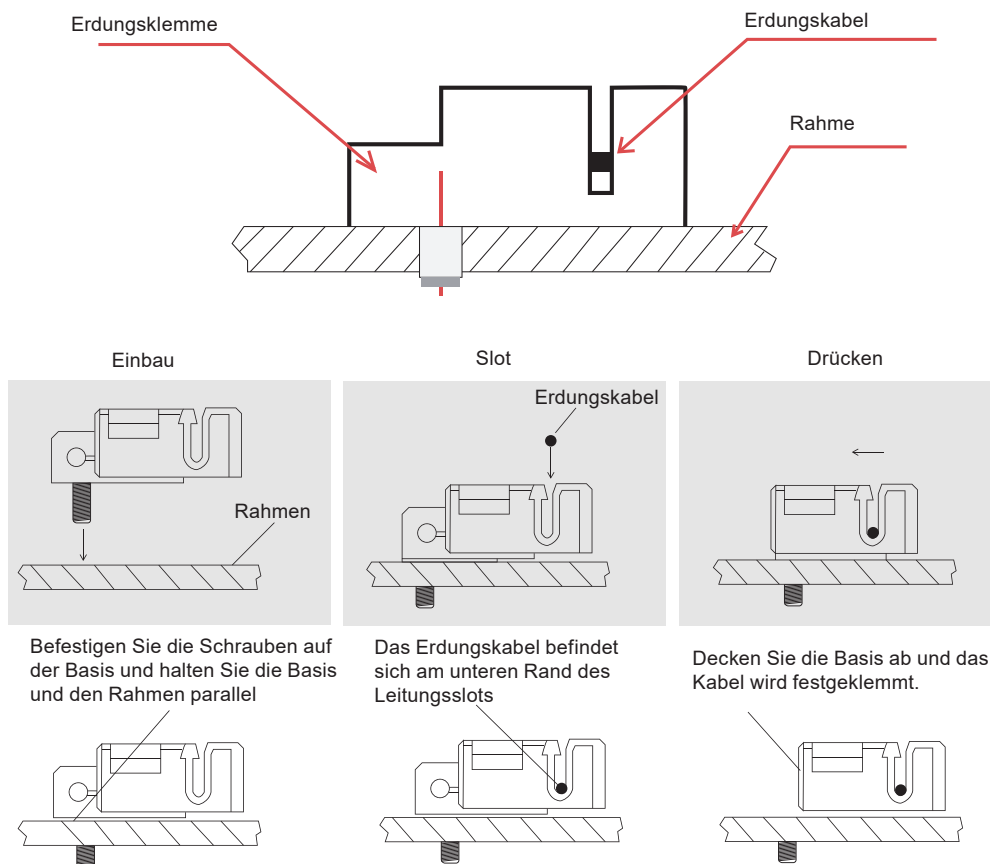 Erdungsklemme
Erdungskabel
Rahme
Einbau
Slot
Drücken
Rahmen
Erdungskabel
Befestigen Sie die Schrauben auf
der Basis und halten Sie die Basis
und den Rahmen parallel
Das Erdungskabel befindet
sich am unteren Rand des
Leitungsslots
Decken Sie die Basis ab und das
Kabel wird festgeklemmt.